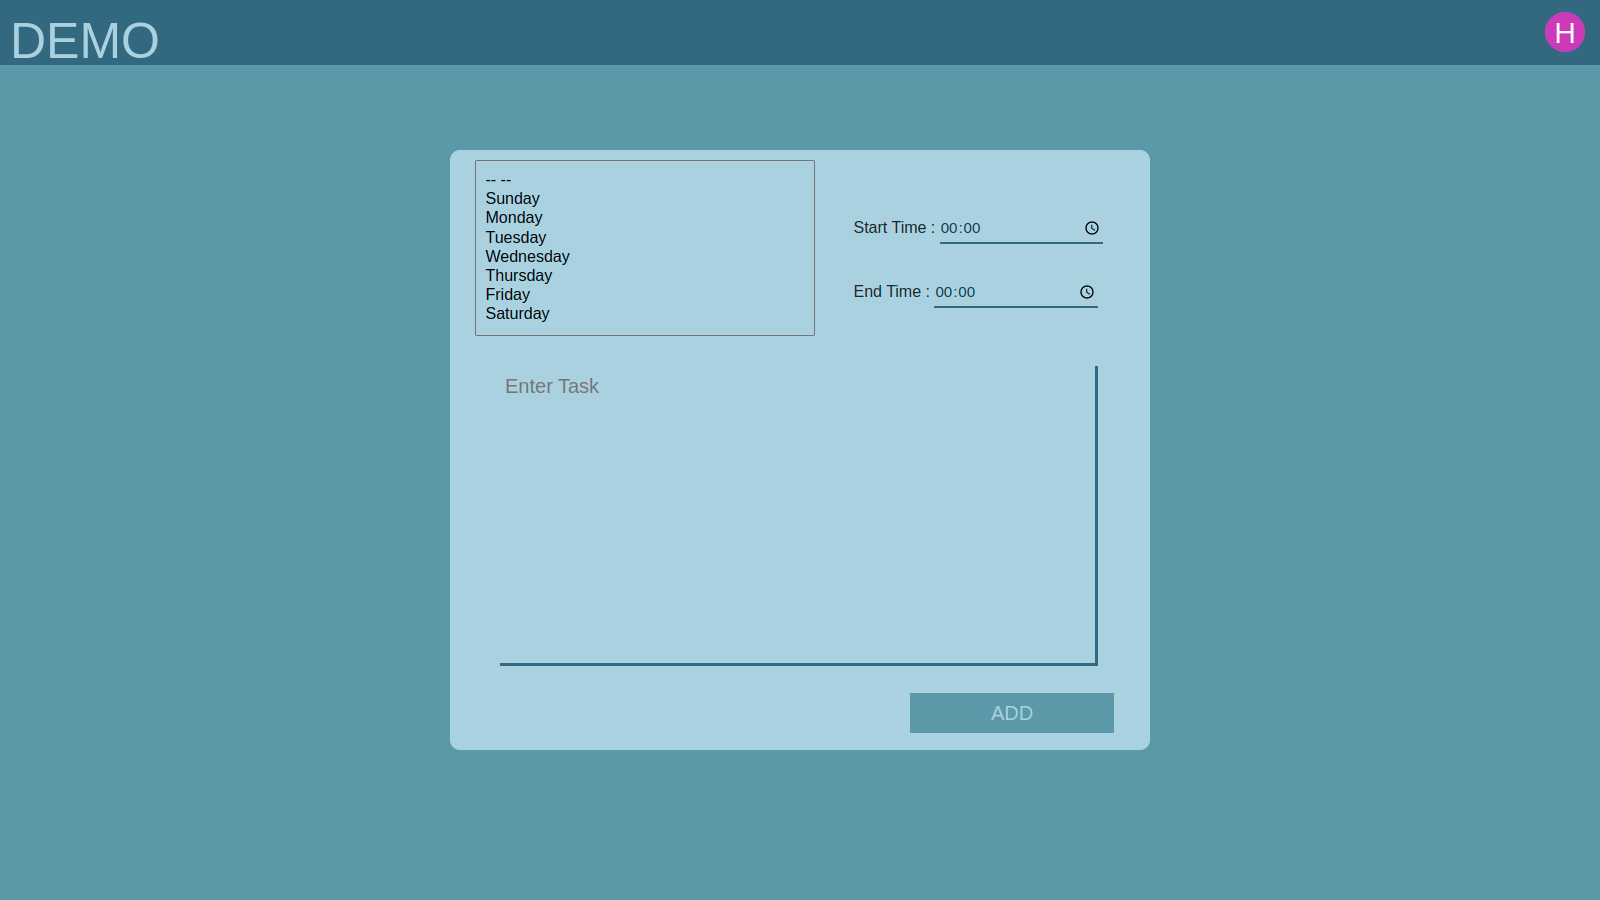 DEMO
H
-- --
Sunday
Monday
Tuesday
Wednesday
Thursday
Friday
Saturday
Start Time : 00:00
End Time : 00:00
Enter Task
ADD